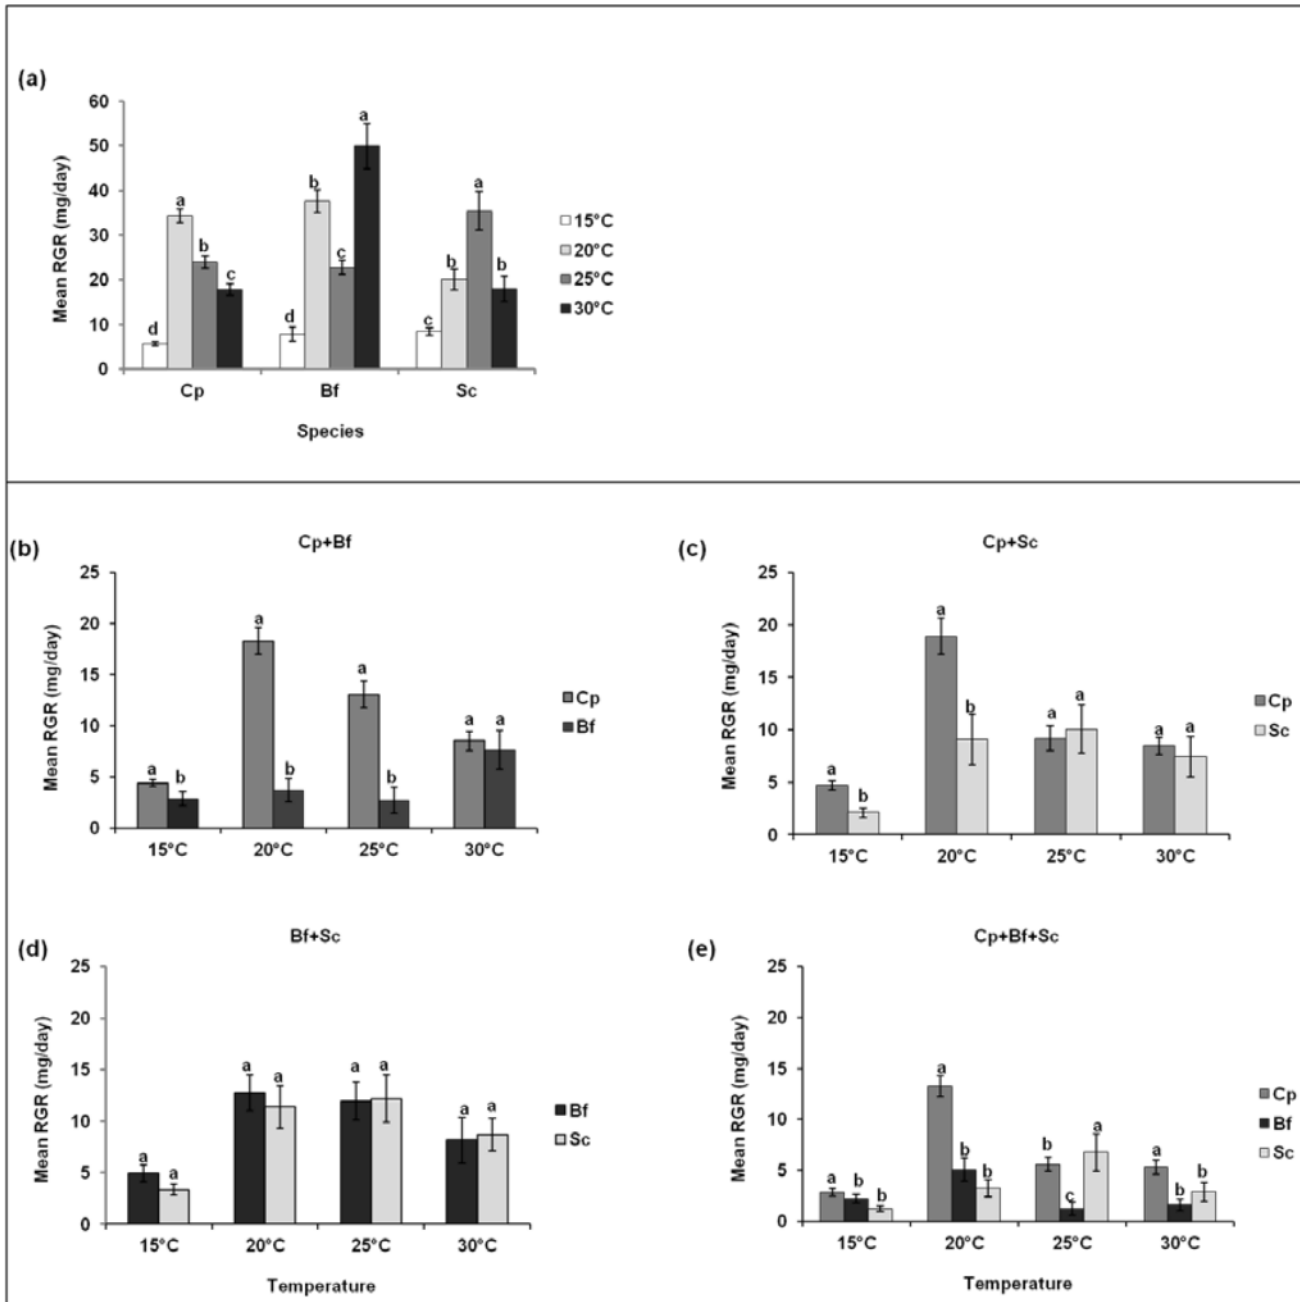 (a)
Mean RGR (mg/day)
60
50
40
30
20
10
0
d
a
b
c
d
b
c
a
c
b
a
b
Cp
Bf
Sc
Species
15°C
20°C
25°C
30°C
(b)
Cp+Bf
Mean RGR (mg/day)
25
20
15
10
5
0
a
b
a
b
a
b
a
a
15°C
20°C
25°C
30°C
Cp
Bf
(c)
Cp+Sc
Mean RGR (mg/day)
25
20
15
10
5
0
a
b
a
b
a
a
a
a
15°C
20°C
25°C
30°C
Cp
Sc
(d)
Bf+Sc
Mean RGR (mg/day)
25
20
15
10
5
0
a
a
a
a
a
a
a
a
15°C
20°C
25°C
30°C
Temperature
Bf
Sc
(e)
Cp+Bf+Sc
Mean RGR (mg/day)
25
20
15
10
5
0
a
b
b
a
b
b
b
c
a
a
b
b
15°C
20°C
25°C
30°C
Temperature
Cp
Bf
Sc